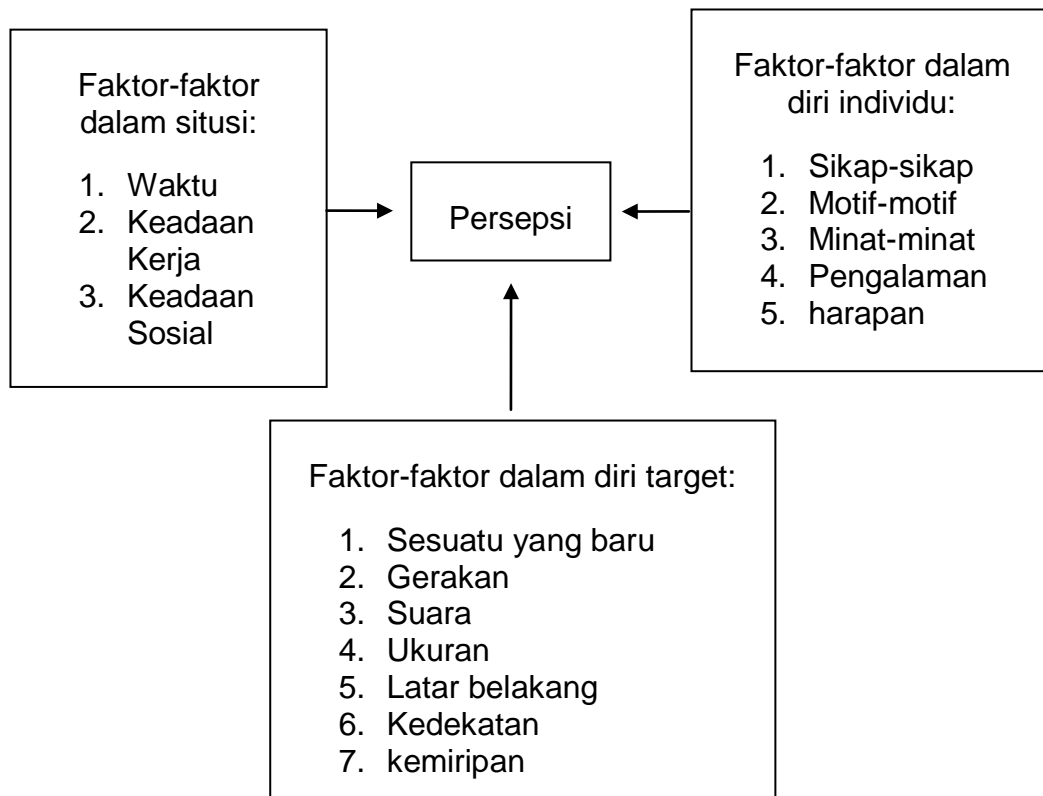 Faktor-faktor
dalam situsi:
1. Waktu
2. Keadaan
Kerja
3. Keadaan
Sosial
Persepsi
Faktor-faktor dalam
diri individu:
1. Sikap-sikap
2. Motif-motif
3. Minat-minat
4. Pengalaman
5. harapan
Faktor-faktor dalam diri target:
1. Sesuatu yang baru
2. Gerakan
3. Suara
4. Ukuran
5. Latar belakang
6. Kedekatan
7. kemiripan